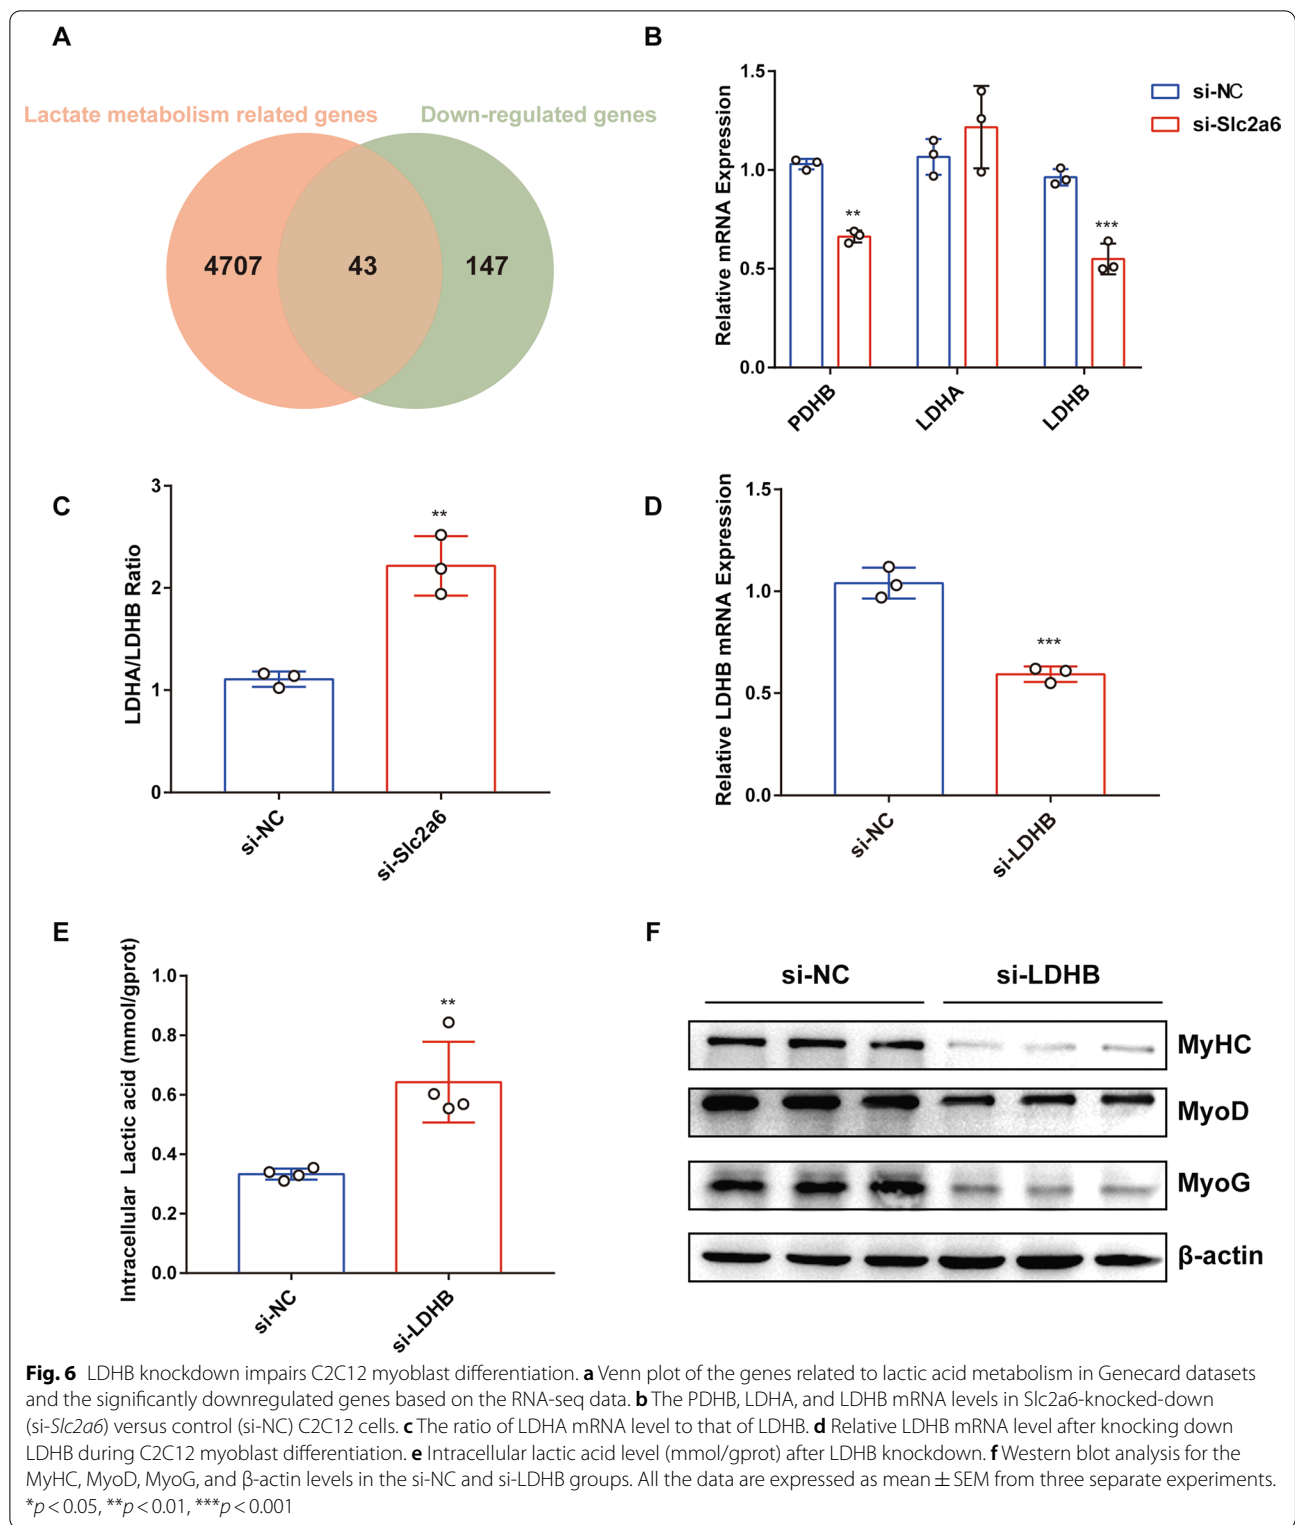 A
Lactate metabolism related genes
Down-regulated genes
4707
43
147
B
Relative mRNA Expression
1.5
1.0
0.5
0.0
**
***
PDHB
LDHA
LDHB
si-NC
si-Slc2a6
C
LDHA/LDHB Ratio
3
2
1
0
**
si-NC
si-Slc2a6
D
Relative LDHB mRNA Expression
1.5
1.0
0.5
0.0
***
si-NC
si-LDHB
E
Intracellular Lactic acid (mmol/gprot)
1.0
0.8
0.6
0.4
0.2
0.0
**
si-NC
si-LDHB
F
si-NC
si-LDHB
MyHC
MyoD
MyoG
β-actin
Fig. 6 LDHB knockdown impairs C2C12 myoblast differentiation. a Venn plot of the genes related to lactic acid metabolism in Genecard datasets
and the significantly downregulated genes based on the RNA-seq data. b The PDHB, LDHA, and LDHB mRNA levels in Slc2a6-knocked-down
(si-Slc2a6) versus control (si-NC) C2C12 cells. c The ratio of LDHA mRNA level to that of LDHB. d Relative LDHB mRNA level after knocking down
LDHB during C2C12 myoblast differentiation. e Intracellular lactic acid level (mmol/gprot) after LDHB knockdown. f Western blot analysis for the
MyHC, MyoD, MyoG, and β-actin levels in the si-NC and si-LDHB groups. All the data are expressed as mean ± SEM from three separate experiments.
*p < 0.05, **p < 0.01, ***p < 0.001